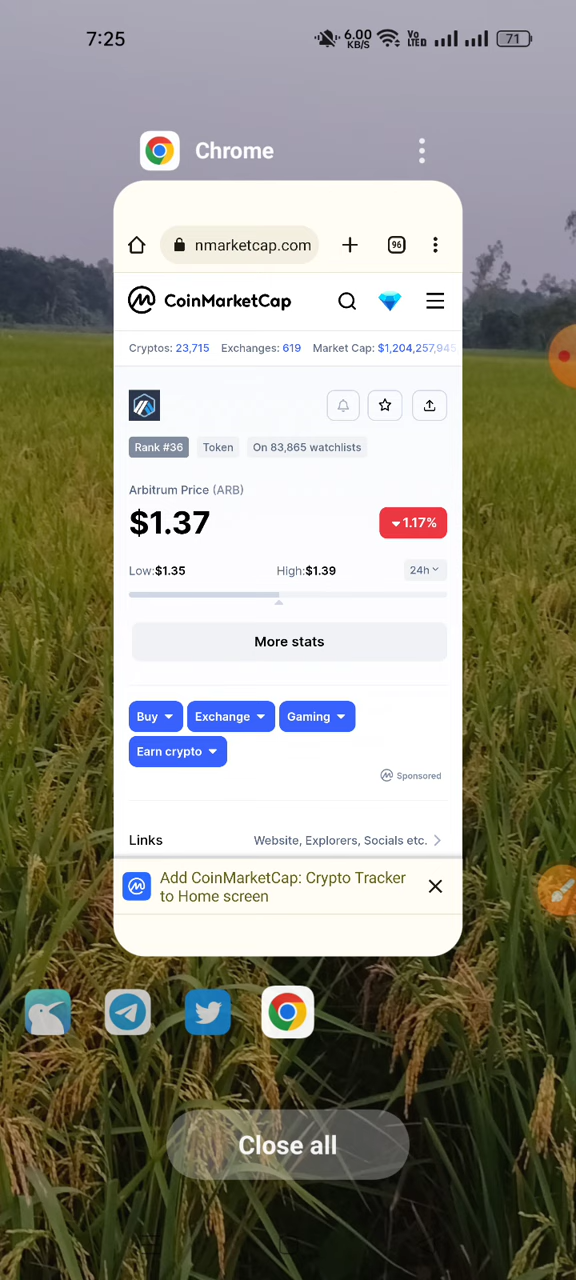 7:25
6.00
KB/S
Vo
LTE
71
Chrome
nmarketcap.com
96
CoinMarketCap
Cryptos: 23,715 Exchanges: 619 Market Cap: $1,204,257,945
Rank #36 Token On 83,865 watchlists
Arbitrum Price (ARB)
$1.37
1.17%
Low:$1.35 High:$1.39 24h
More stats
Buy Exchange Gaming
Earn crypto
Sponsored
Links Website, Explorers, Socials etc.
Add CoinMarketCap: Crypto Tracker
to Home screen
Close all